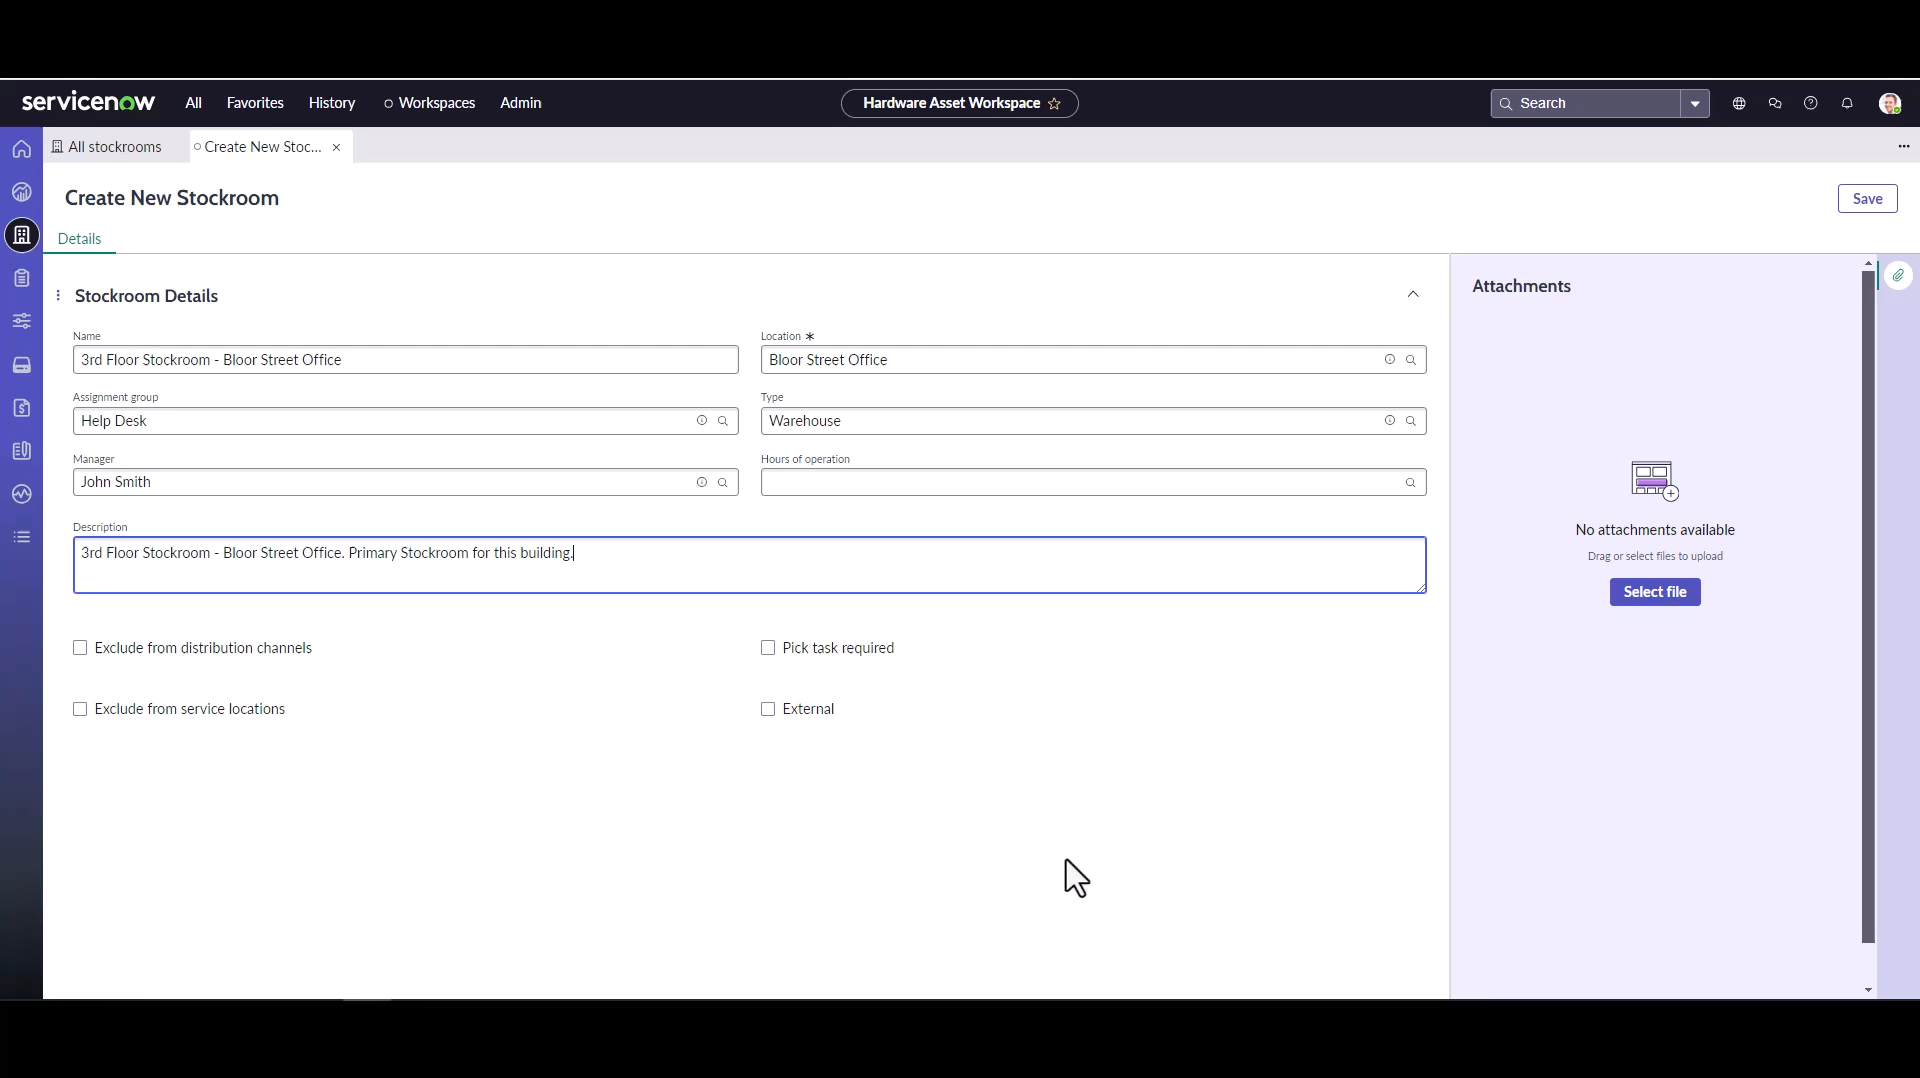 servicenow All Favorites History Workspaces Admin Hardware Asset Workspace Search
All stockrooms Create New Stoc...
Create New Stockroom
Save
Details
Stockroom Details
Attachments
Name
3rd Floor Stockroom - Bloor Street Office
Location *
Bloor Street Office
Assignment group
Help Desk
Type
Warehouse
Manager
John Smith
Hours of operation
Description
3rd Floor Stockroom - Bloor Street Office. Primary Stockroom for this building.
Exclude from distribution channels
Pick task required
Exclude from service locations
External
No attachments available
Drag or select files to upload
Select file